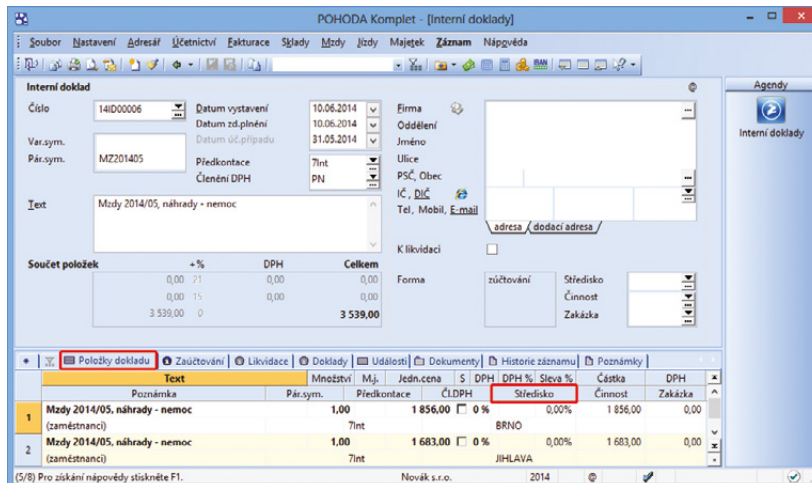 POHODA Komplet - [Interní doklady]
Soubor Nastavení Adresář Účetnictví Fakturace Sklady Mzdy Jízdy Majetek Záznam Nápověda
Interní doklad
Agendy
Interní doklady
Číslo 14ID00006 Datum vystavení 10.06.2014 Firma
Datum zd.plnění 10.06.2014 Oddělení
Var.sym. Datum úč.případu 31.05.2014 Jméno
Pár.sym. MZ201405 Předkontace 7Int Ulice
Členění DPH PN PSČ, Obec
IČ, DIČ
Text Mzdy 2014/05, náhrady - nemoc Tel, Mobil, E-mail
adresa dodací adresa
K likvidaci
Součet položek +% DPH Celkem
0,00 21 0,00 0,00 Forma zúčtování Středisko
0,00 15 0,00 0,00 Činnost
3 539,00 0 3 539,00 Zakázka
Položky dokladu Zaúčtování Likvidace Doklady Události Dokumenty Historie záznamu Poznámky
Text Množství M.j. Jedn.cena S DPH DPH % Sleva % Částka DPH
Poznámka Pár.sym. Předkontace Čl.DPH Středisko Činnost Zakázka
1 Mzdy 2014/05, náhrady - nemoc 1,00 1 856,00 0 % 0,00% 1 856,00 0,00
(zaměstnanci) 7Int BRNO
2 Mzdy 2014/05, náhrady - nemoc 1,00 1 683,00 0 % 0,00% 1 683,00 0,00
(zaměstnanci) 7Int JIHLAVA
(5/8) Pro získání nápovědy stiskněte F1. Novák s.r.o. 2014 @